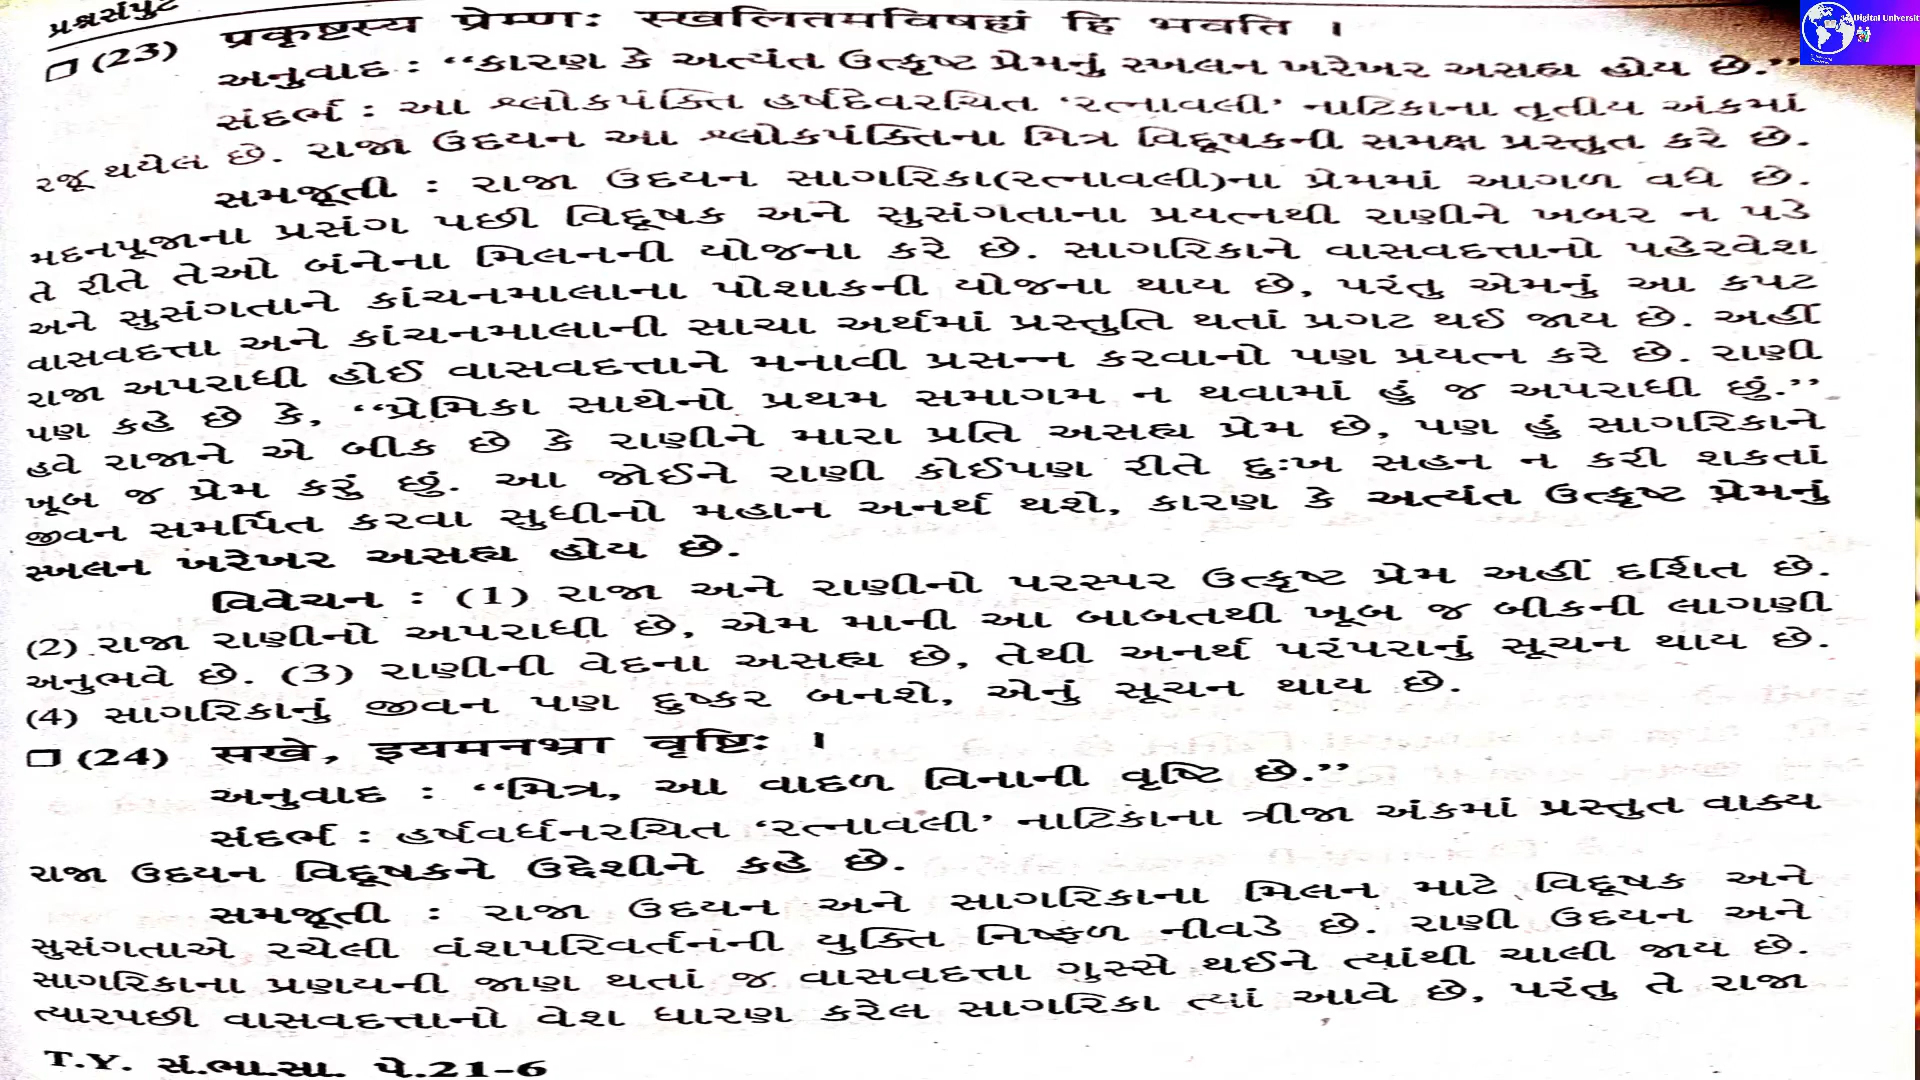 પ્રશ્નસંપુટ
❑ (23) प्रकृष्टस्य प्रेम्णः स्खलितमविषह्यं हि भवति ।
અનુવાદ : “કારણ કે અત્યંત ઉત્કૃષ્ટ પ્રેમનું સ્ખલન ખરેખર અસહ્ય હોય છે.”
સંદર્ભ : આ શ્લોકપંક્તિ હર્ષદેવરચિત ‘રત્નાવલી’ નાટિકાના તૃતીય અંકમાં
રજૂ થયેલ છે. રાજા ઉદયન આ શ્લોકપંક્તિના મિત્ર વિદૂષકની સમક્ષ પ્રસ્તુત કરે છે.
સમજૂતી : રાજા ઉદયન સાગરિકા(રત્નાવલી)ના પ્રેમમાં આગળ વધે છે.
મદનપૂજાના પ્રસંગ પછી વિદૂષક અને સુસંગતાના પ્રયત્નથી રાણીને ખબર ન પડે
તે રીતે તેઓ બંનેના મિલનની યોજના કરે છે. સાગરિકાને વાસવદત્તાનો પહેરવેશ
અને સુસંગતાને કાંચનમાલાના પોશાકની યોજના થાય છે, પરંતુ એમનું આ કપટ
વાસવદત્તા અને કાંચનમાલાની સાચા અર્થમાં પ્રસ્તુતિ થતાં પ્રગટ થઈ જાય છે. અહીં
રાજા અપરાધી હોઈ વાસવદત્તાને મનાવી પ્રસન્ન કરવાનો પણ પ્રયત્ન કરે છે. રાણી
પણ કહે છે કે, “પ્રેમિકા સાથેનો પ્રથમ સમાગમ ન થવામાં હું જ અપરાધી છું.”
હવે રાજાને એ બીક છે કે રાણીને મારા પ્રતિ અસહ્ય પ્રેમ છે, પણ હું સાગરિકાને
ખૂબ જ પ્રેમ કરું છું. આ જોઈને રાણી કોઈપણ રીતે દુઃખ સહન ન કરી શકતાં
જીવન સમર્પિત કરવા સુધીનો મહાન અનર્થ થશે, કારણ કે અત્યંત ઉત્કૃષ્ટ પ્રેમનું
સ્ખલન ખરેખર અસહ્ય હોય છે.
વિવેચન : (1) રાજા અને રાણીનો પરસ્પર ઉત્કૃષ્ટ પ્રેમ અહીં દર્શિત છે.
(2) રાજા રાણીનો અપરાધી છે, એમ માની આ બાબતથી ખૂબ જ બીકની લાગણી
અનુભવે છે. (3) રાણીની વેદના અસહ્ય છે, તેથી અનર્થ પરંપરાનું સૂચન થાય છે.
(4) સાગરિકાનું જીવન પણ દુષ્કર બનશે, એનું સૂચન થાય છે.
❑ (24) सखे, इयमनभ्रा वृष्टिः ।
અનુવાદ : “મિત્ર, આ વાદળ વિનાની વૃષ્ટિ છે.”
સંદર્ભ : હર્ષવર્ધનરચિત ‘રત્નાવલી’ નાટિકાના ત્રીજા અંકમાં પ્રસ્તુત વાક્ય
રાજા ઉદયન વિદૂષકને ઉદ્દેશીને કહે છે.
સમજૂતી : રાજા ઉદયન અને સાગરિકાના મિલન માટે વિદૂષક અને
સુસંગતાએ રચેલી વંશપરિવર્તનની યુક્તિ નિષ્ફળ નીવડે છે. રાણી ઉદયન અને
સાગરિકાના પ્રણયની જાણ થતાં જ વાસવદત્તા ગુસ્સે થઈને ત્યાંથી ચાલી જાય છે.
ત્યારપછી વાસવદત્તાનો વેશ ધારણ કરેલ સાગરિકા ત્યાં આવે છે, પરંતુ તે રાજા
T.Y. સં.ભા.સા. પે.21-6
Digital Universit